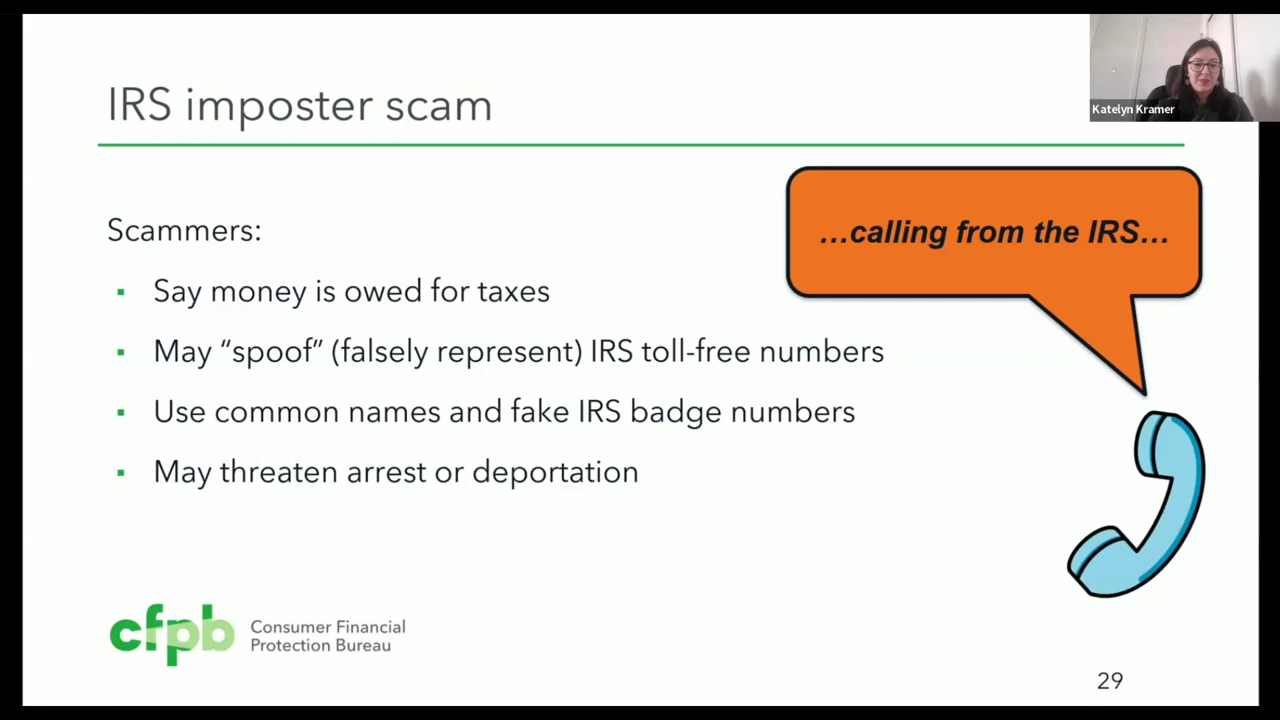 IRS imposter scam
Katelyn Kramer
…calling from the IRS…
Scammers:
▪ Say money is owed for taxes
▪ May “spoof” (falsely represent) IRS toll-free numbers
▪ Use common names and fake IRS badge numbers
▪ May threaten arrest or deportation
cfpb
Consumer Financial
Protection Bureau
29